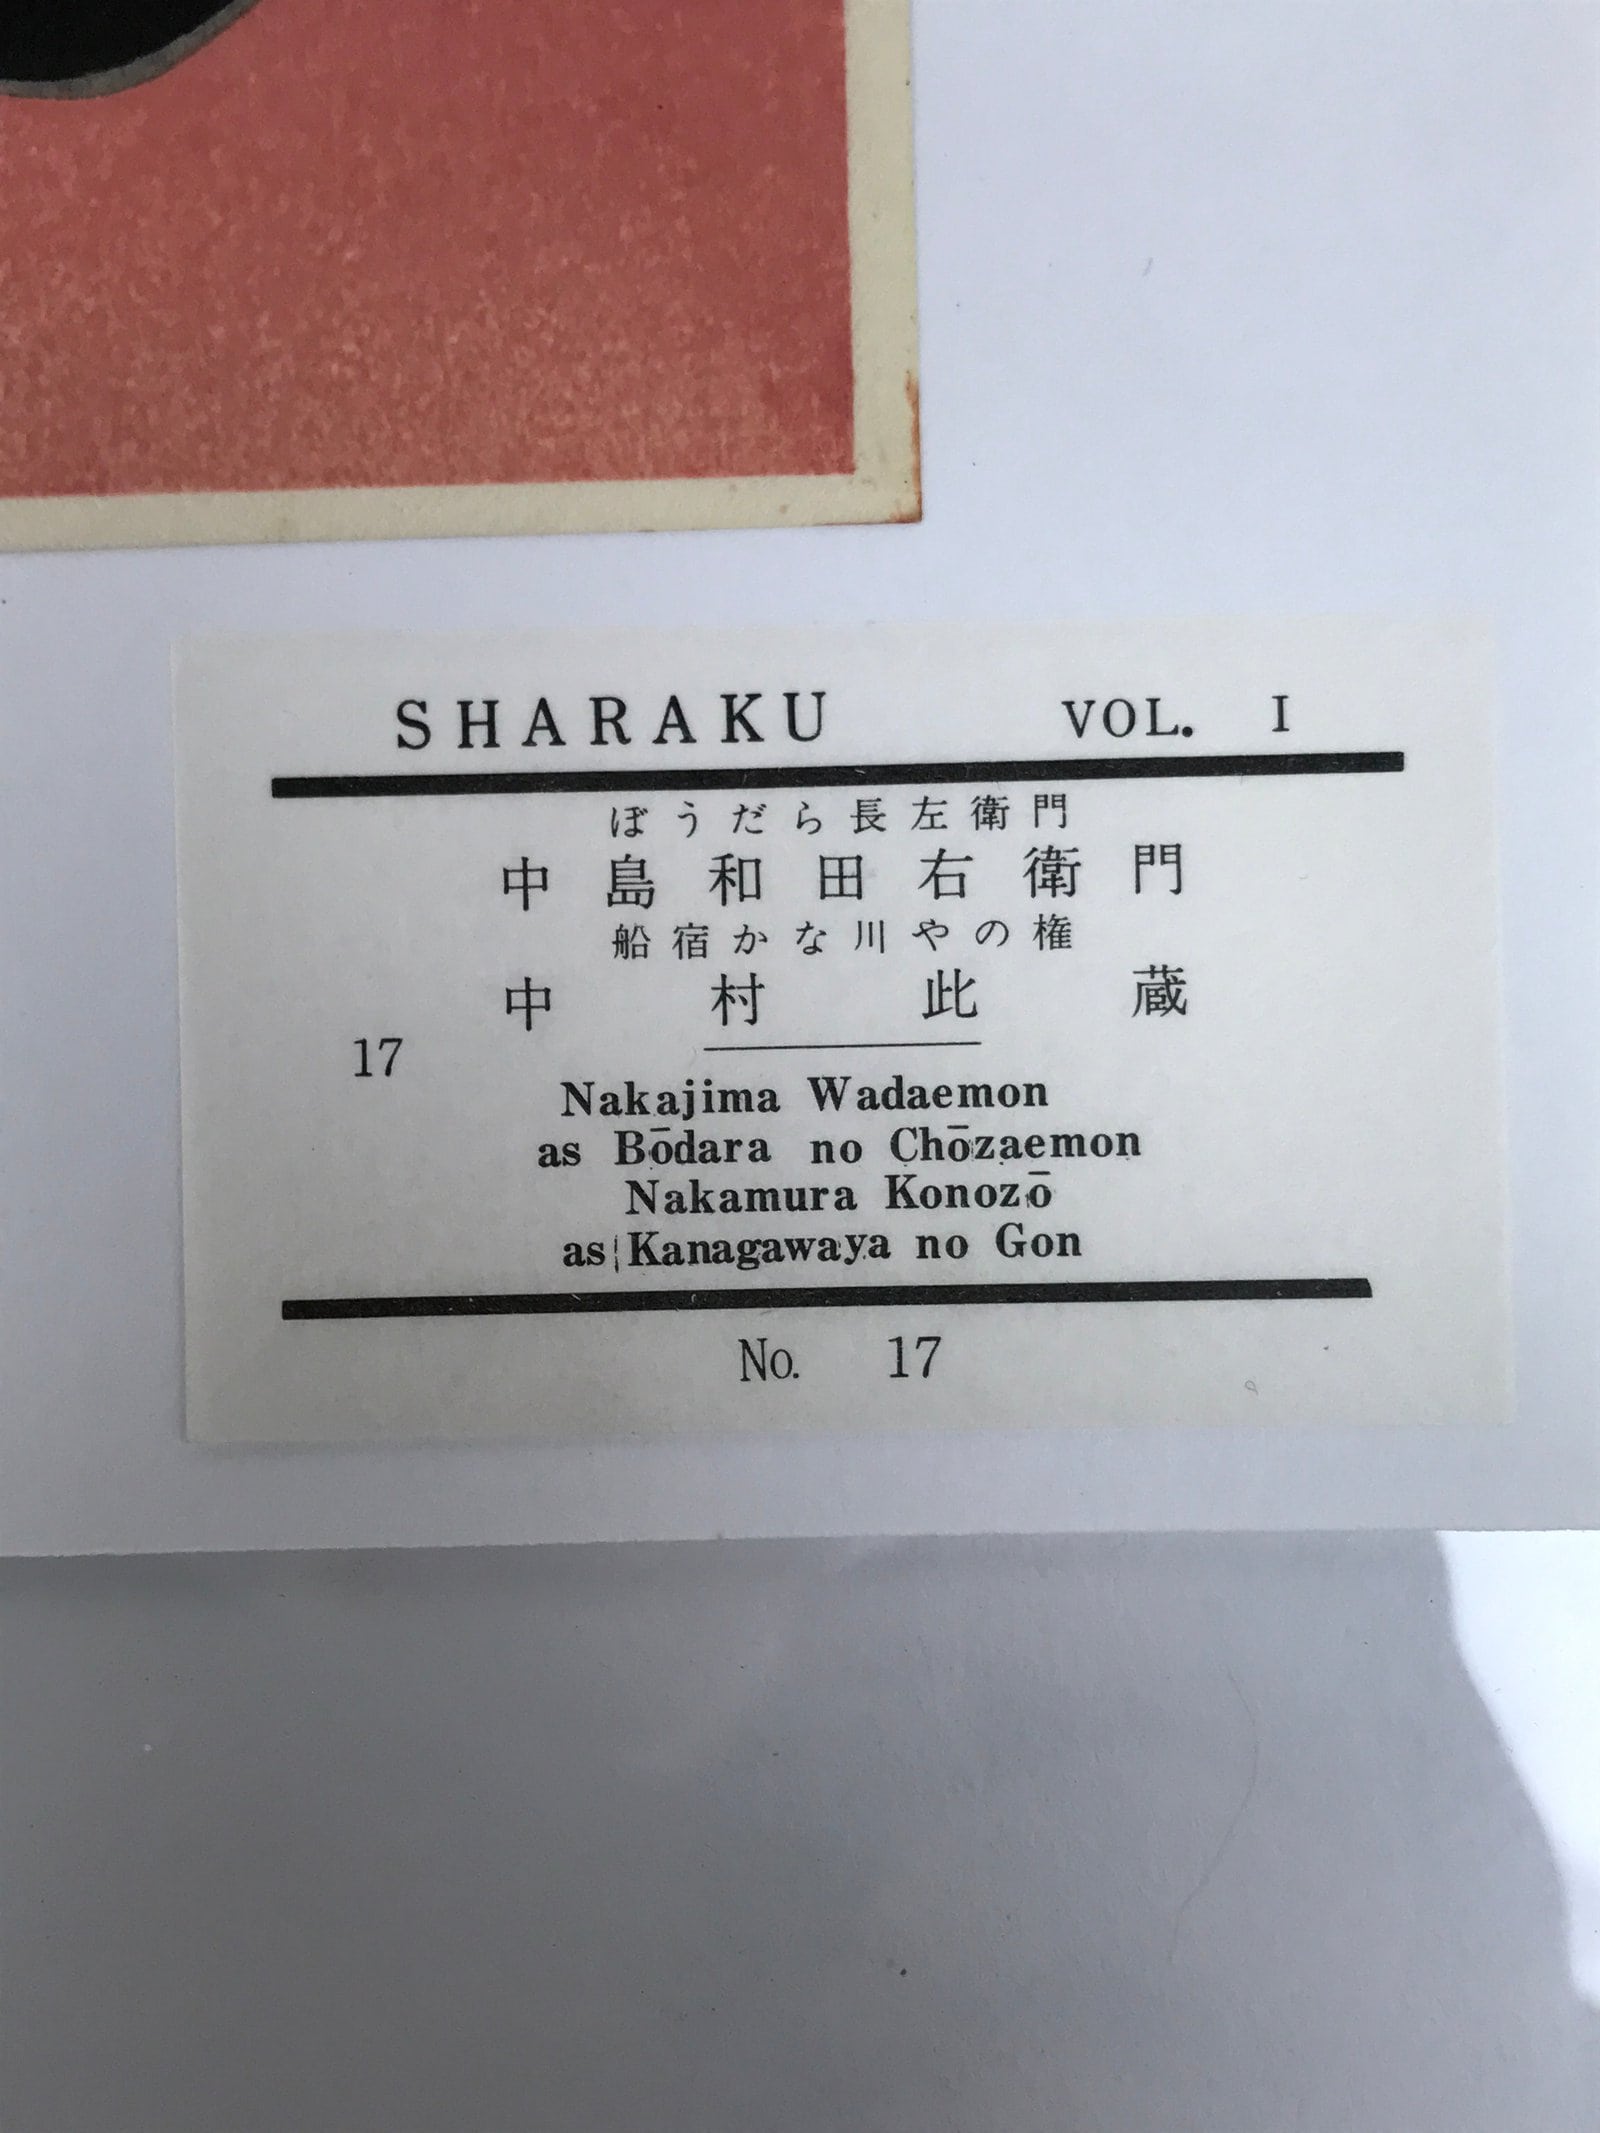 SHARAKU VOL. I
ぼうだら長左衛門
中島和田右衛門
船宿かな川やの権
中村此蔵
17
Nakajima Wadaemon
as Bōdara no Chōzaemon
Nakamura Konozō
as Kanagawaya no Gon
No. 17